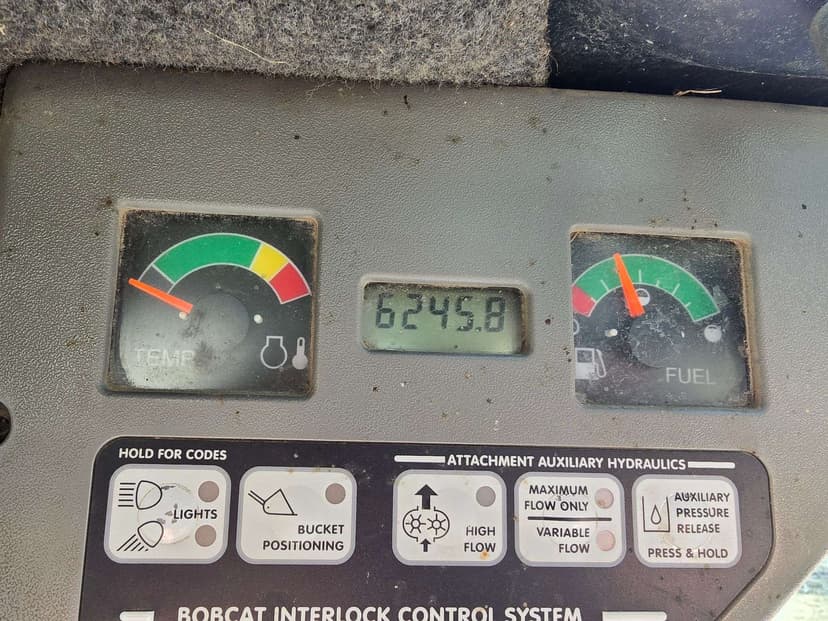 6245.8
TEMP
FUEL
HOLD FOR CODES
ATTACHMENT AUXILIARY HYDRAULICS
LIGHTS
BUCKET
POSITIONING
HIGH
FLOW
MAXIMUM
FLOW ONLY
VARIABLE
FLOW
AUXILIARY
PRESSURE
RELEASE
PRESS & HOLD
BOBCAT INTERLOCK CONTROL SYSTEM